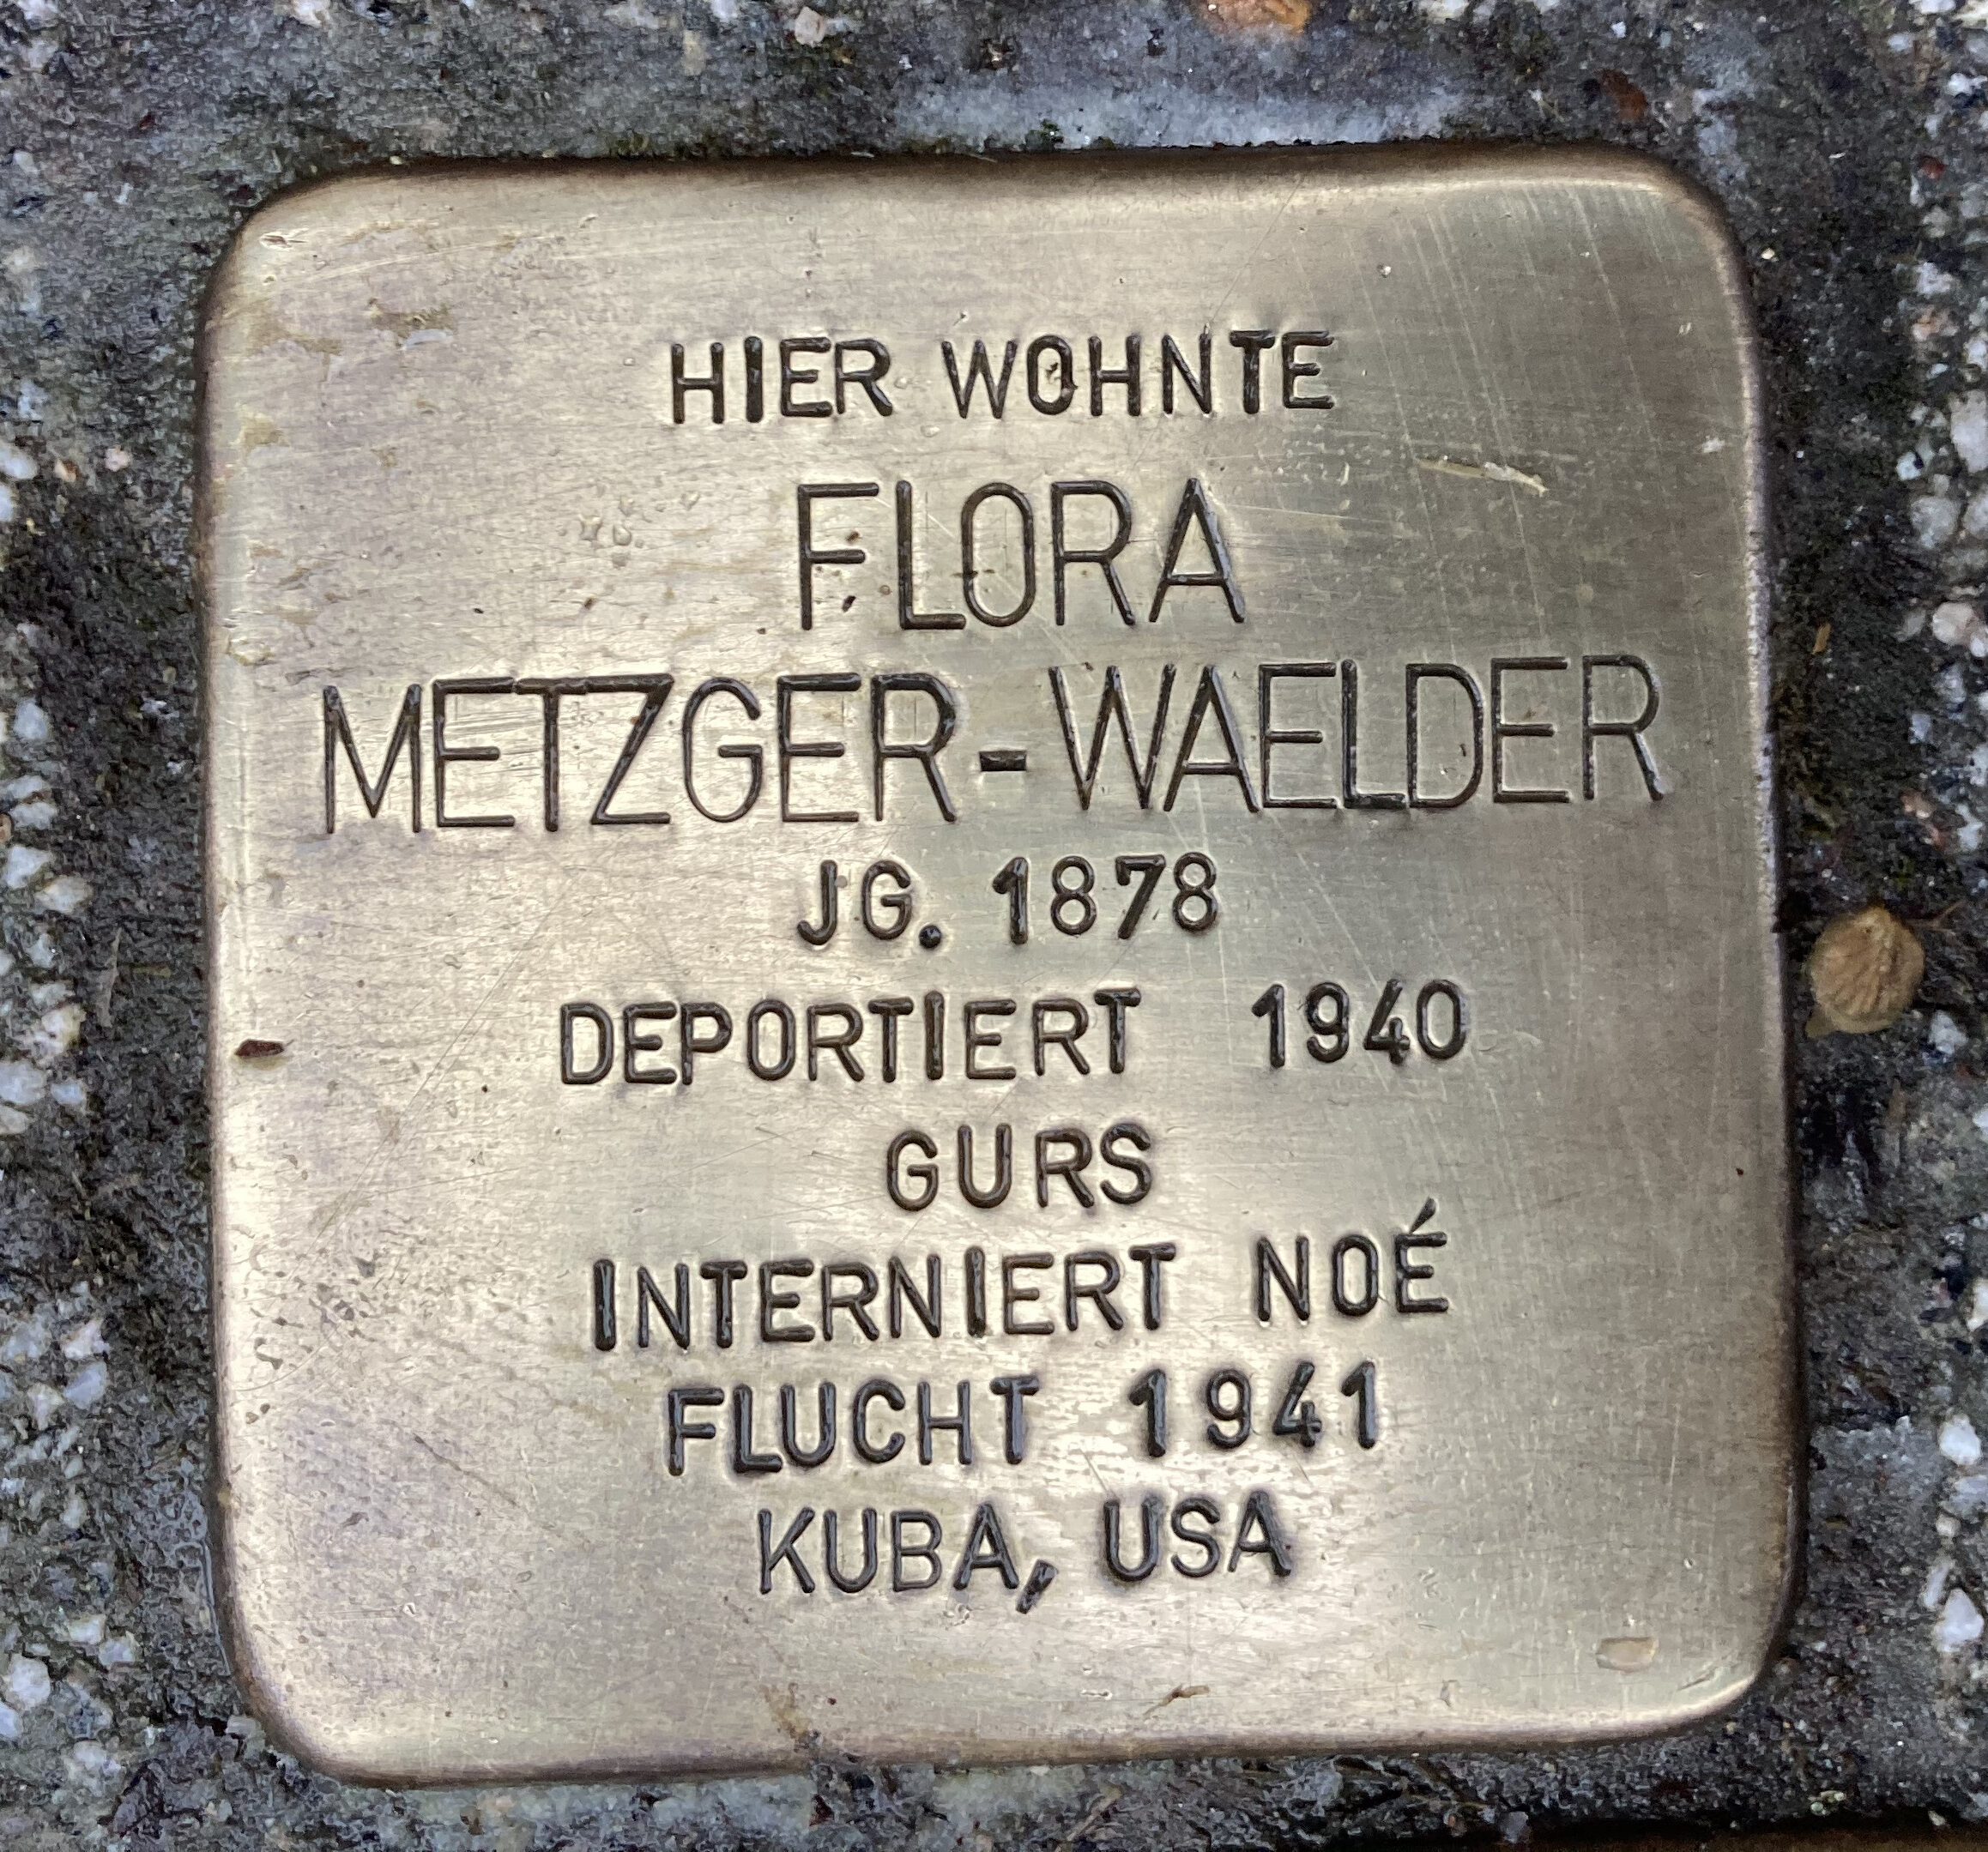 HIER WOHNTE
FLORA
METZGER-WAELDER
JG. 1878
DEPORTIERT 1940
GURS
INTERNIERT NOÉ
FLUCHT 1941
KUBA, USA